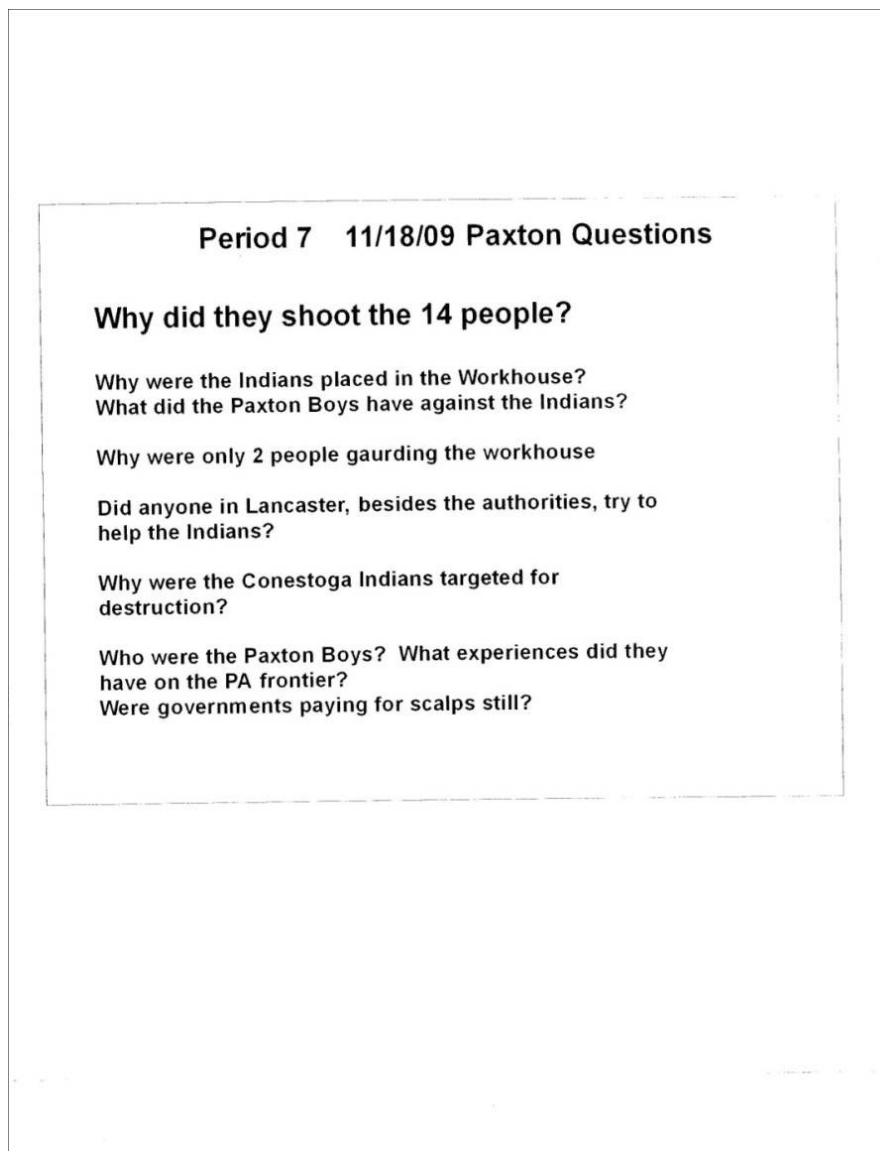 Period 7 11/18/09 Paxton Questions
Why did they shoot the 14 people?
Why were the Indians placed in the Workhouse?
What did the Paxton Boys have against the Indians?
Why were only 2 people gaurding the workhouse
Did anyone in Lancaster, besides the authorities, try to
help the Indians?
Why were the Conestoga Indians targeted for
destruction?
Who were the Paxton Boys? What experiences did they
have on the PA frontier?
Were governments paying for scalps still?